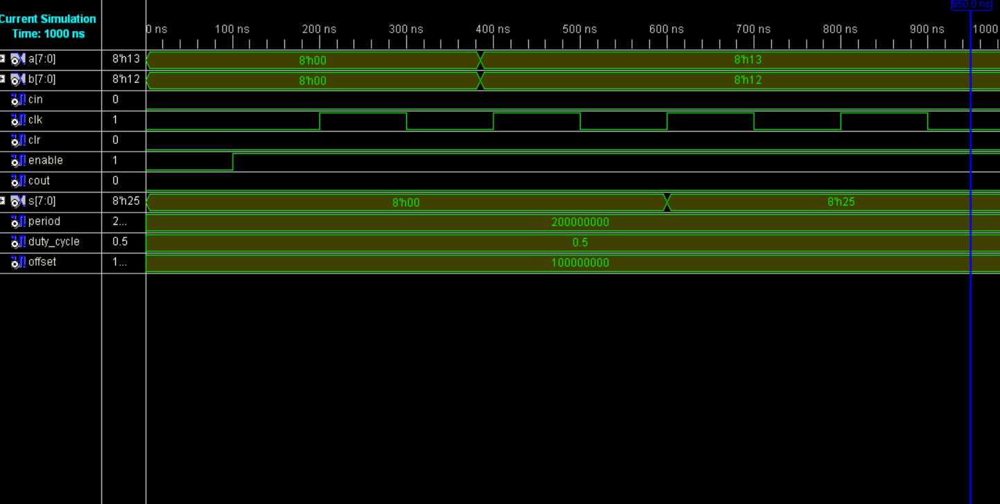 950.0 ns
Current Simulation
Time: 1000 ns
0 ns 100 ns 200 ns 300 ns 400 ns 500 ns 600 ns 700 ns 800 ns 900 ns 1000
a[7:0] 8'h13 8'h00 8'h13
b[7:0] 8'h12 8'h00 8'h12
cin 0
clk 1
clr 0
enable 1
cout 0
s[7:0] 8'h25 8'h00 8'h25
period 2... 200000000
duty_cycle 0.5 0.5
offset 1... 100000000